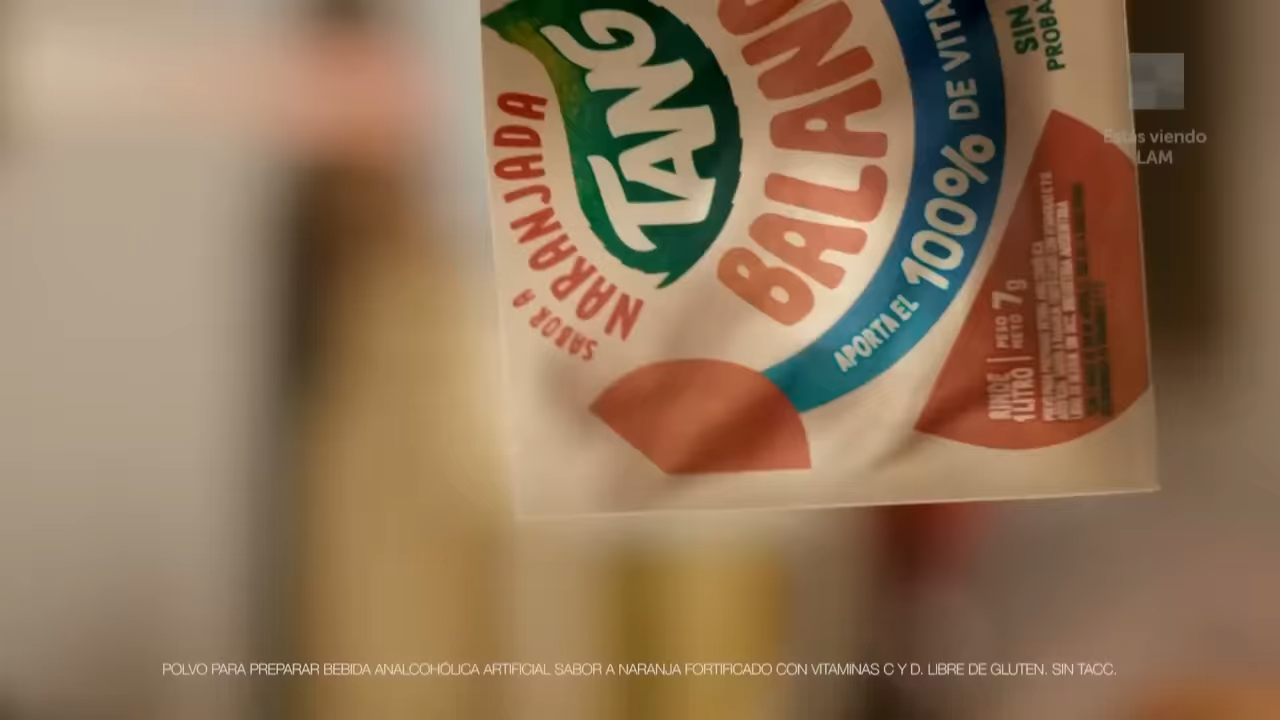 TANG
SABOR A
NARANJADA
BALANC
APORTA EL 100% DE VITA
SIN
PROBA
RINDE
1 LITRO
PESO
NETO 7g
Estás viendo
LAM
POLVO PARA PREPARAR BEBIDA ANALCOHÓLICA ARTIFICIAL SABOR A NARANJA FORTIFICADO CON VITAMINAS C Y D. LIBRE DE GLUTEN. SIN TACC.